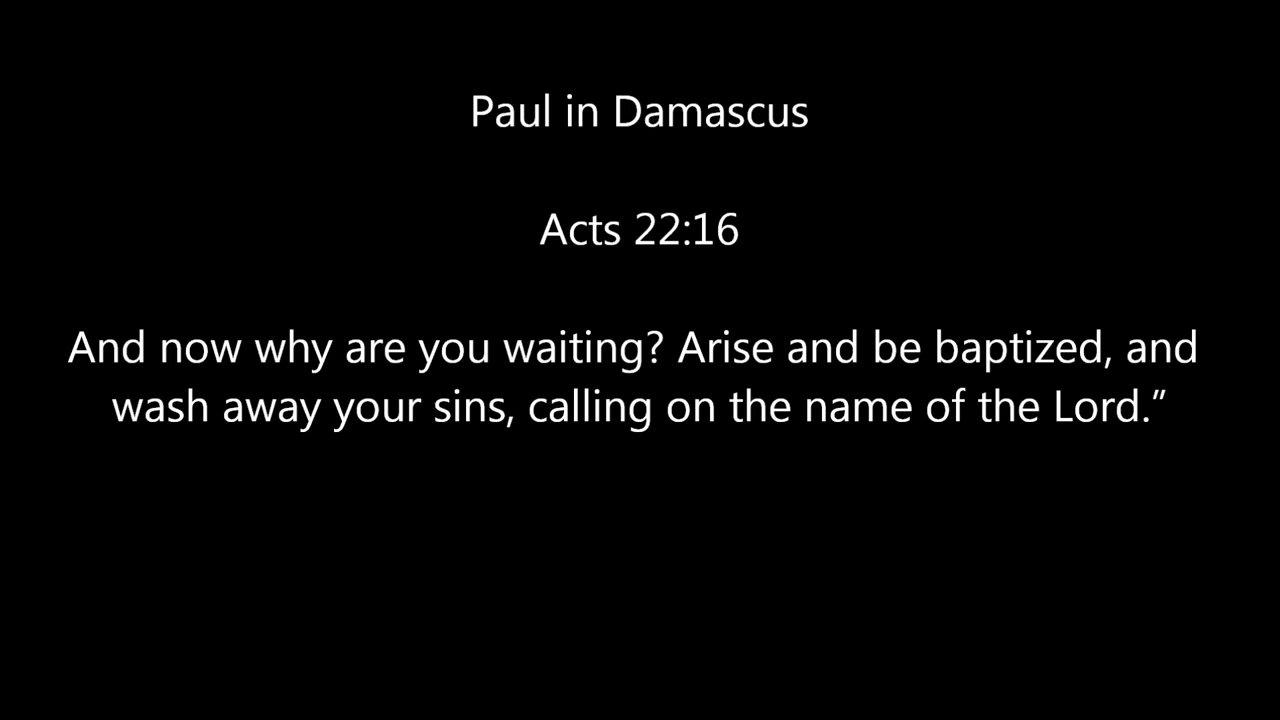 Paul in Damascus
Acts 22:16
And now why are you waiting? Arise and be baptized, and
wash away your sins, calling on the name of the Lord.”